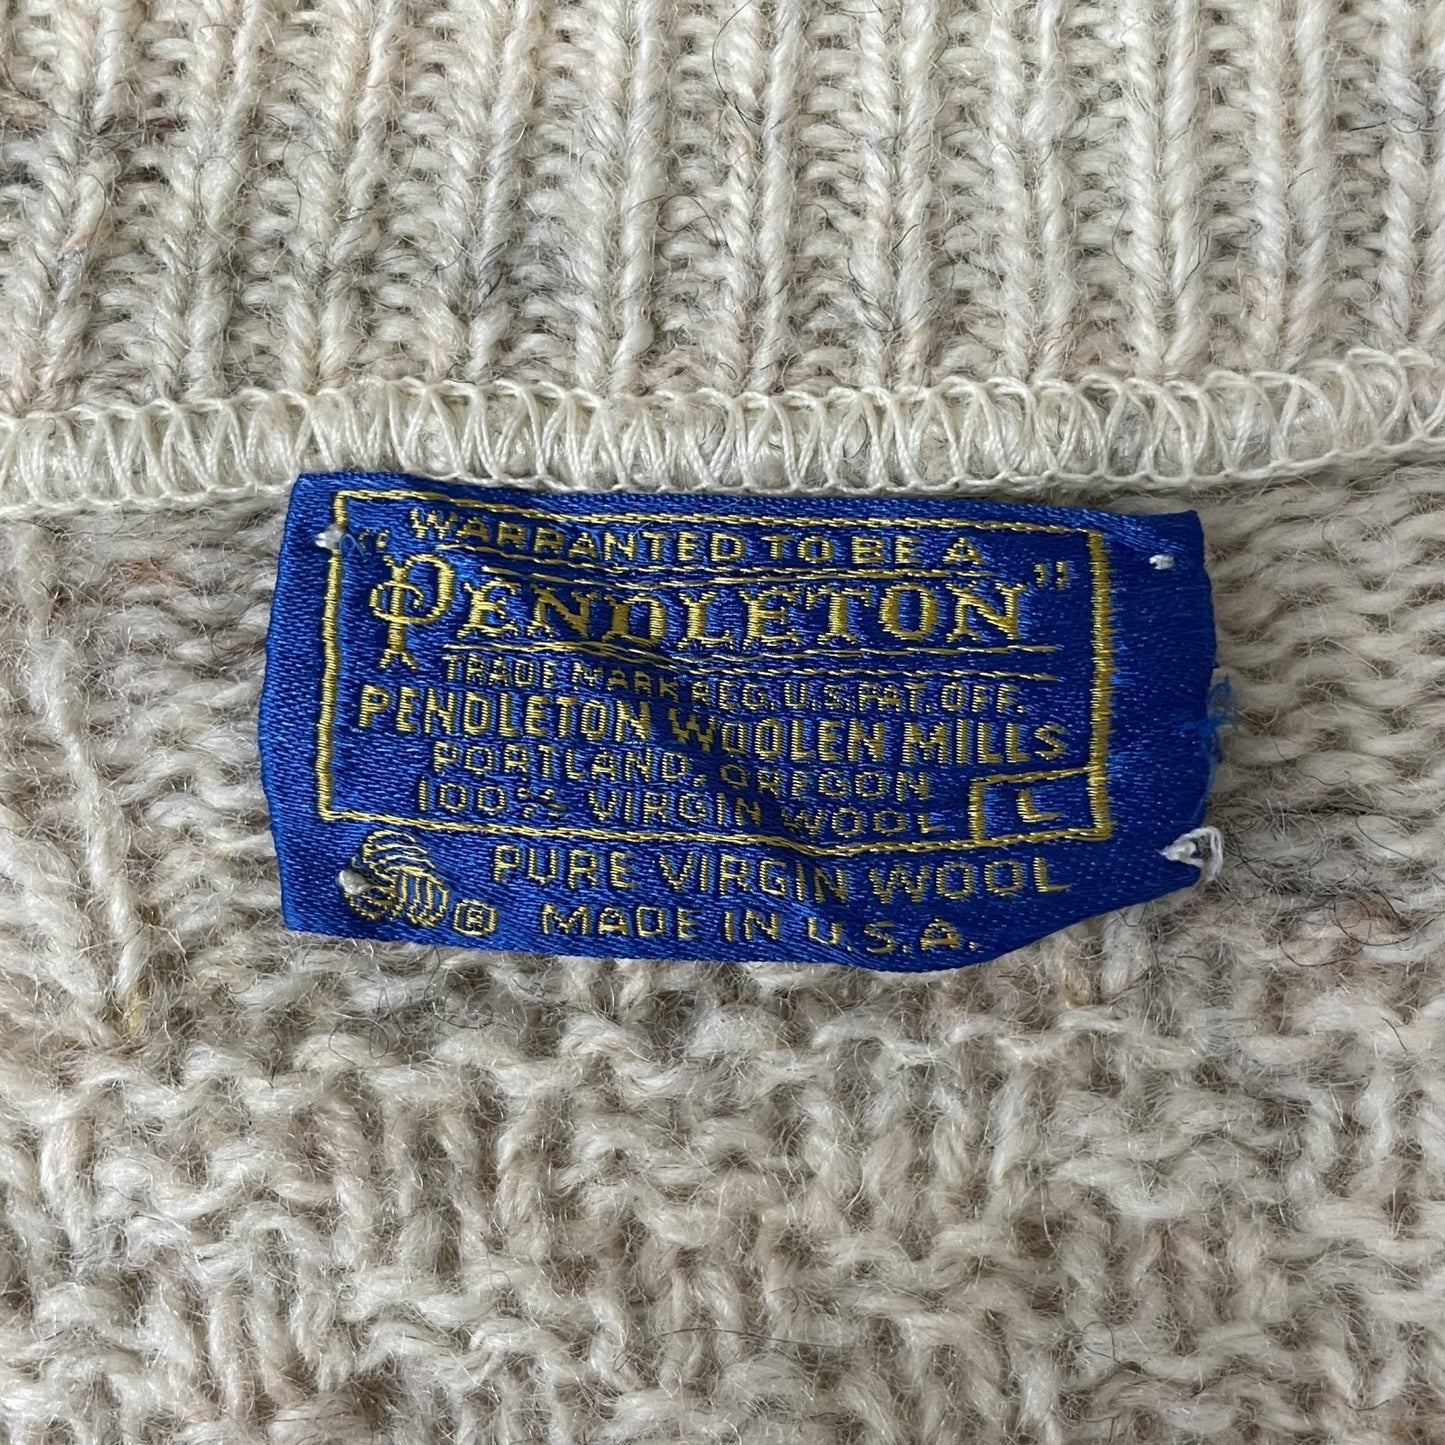 WARRANTED TO BE A
"PENDLETON"
TRADE MARK REG. U.S. PAT. OFF.
PENDLETON WOOLEN MILLS
PORTLAND, OREGON
100% VIRGIN WOOL L
PURE VIRGIN WOOL
® MADE IN U.S.A.